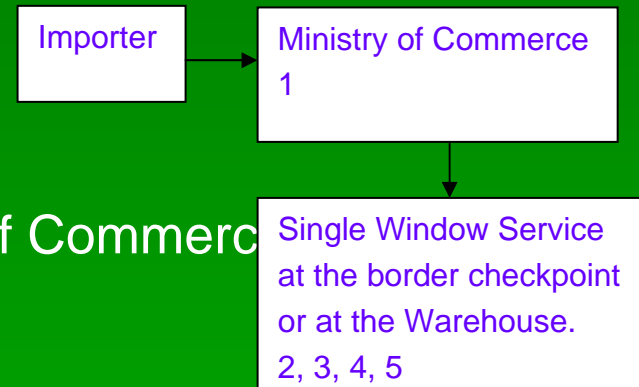 Importer
Ministry of Commerce
1
f Commerc
Single Window Service
at the border checkpoint
or at the Warehouse.
2, 3, 4, 5